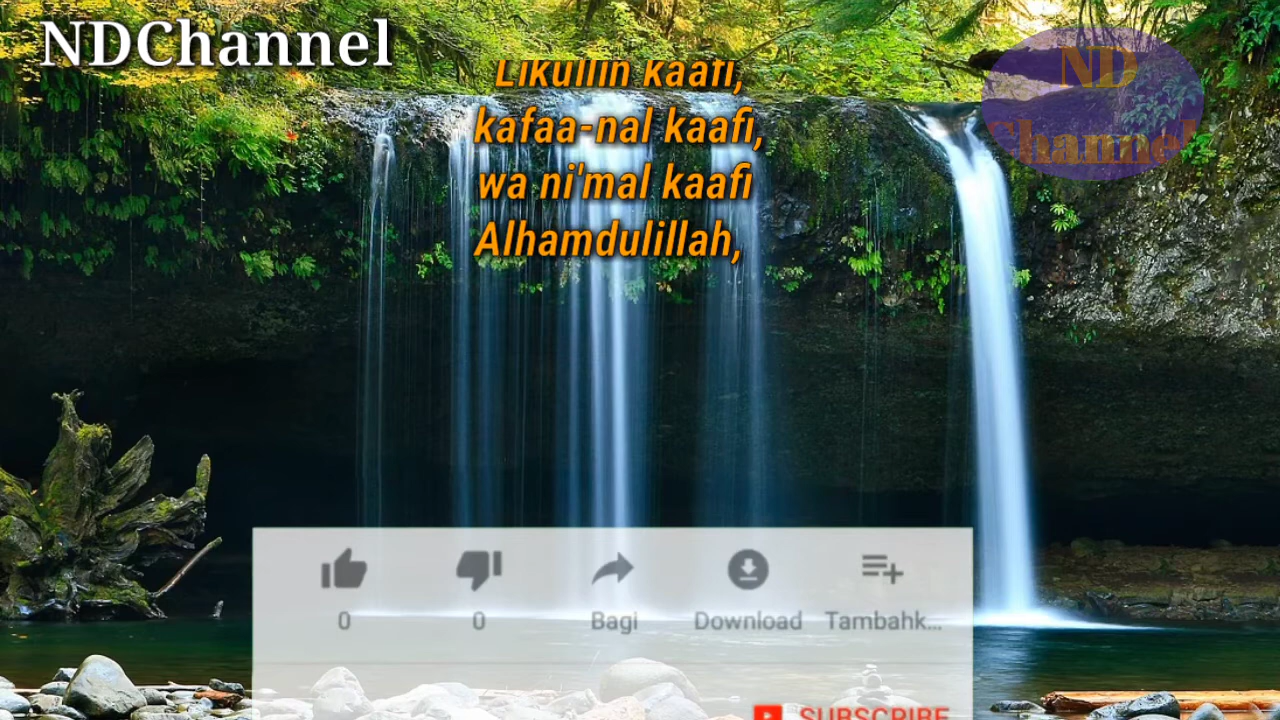 NDChannel
ND
Channel
Likullin kaafi,
kafaa-nal kaafi,
wa ni'mal kaafi
Alhamdulillah,
0
0
Bagi
Download
Tambahk...
SUBSCRIBE